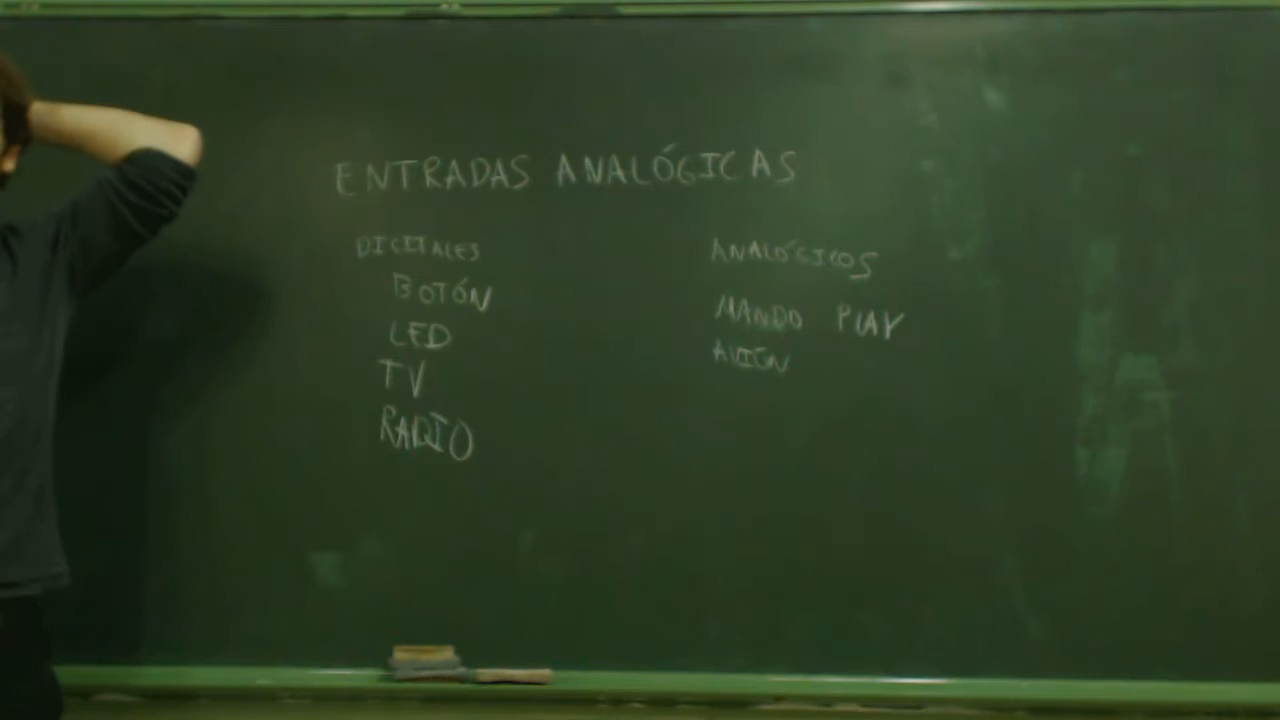 ENTRADAS ANALÓGICAS
DIGITALES
BOTÓN
LED
TV
RADIO
ANALÓGICOS
MANDO PLAY
AVIÓN